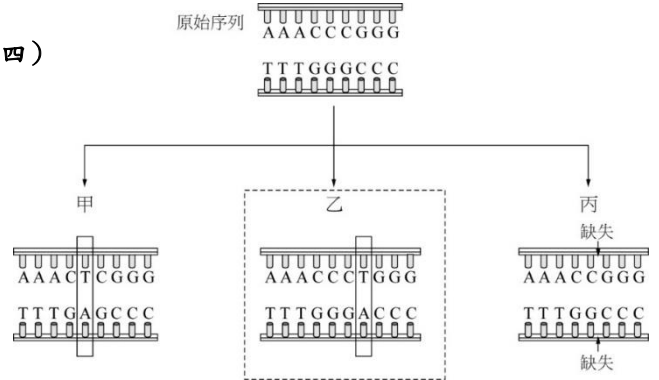 四）
原始序列
AAACCCGGG
TTTGGGCCC
甲
AAACTCGGG
TTTGAGCCC
乙
AAACCCTGGG
TTTGGGACCC
丙
缺失
AAACCGGG
TTTGGCCC
缺失